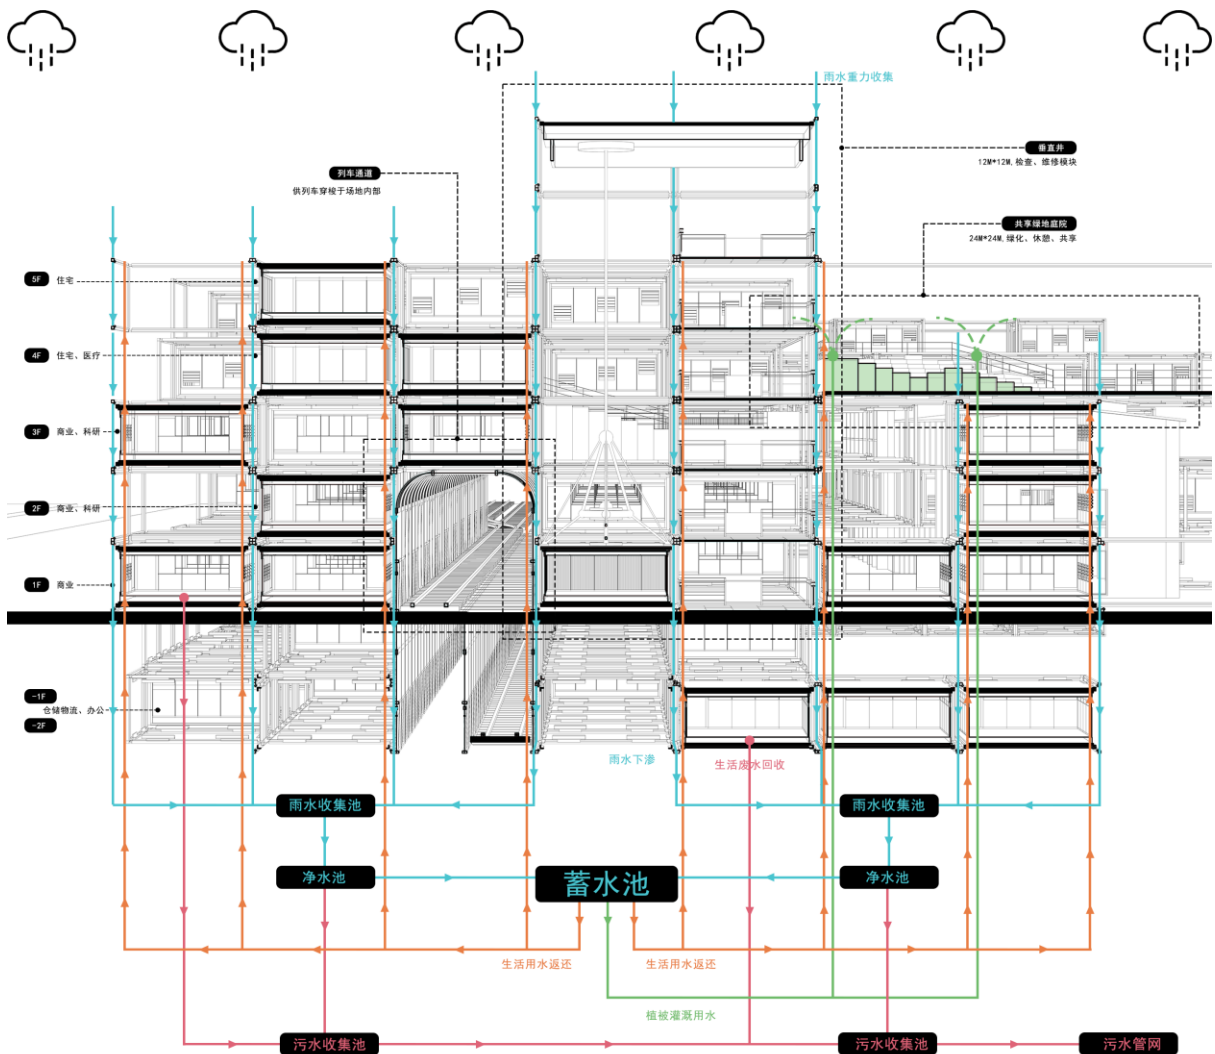 雨水重力收集
垂直井
12M*12M,检查、维修模块
列车通道
供列车穿梭于场地内部
共享绿地庭院
24M*24M,绿化、休憩、共享
5F 住宅
4F 住宅、医疗
3F 商业、科研
2F 商业、科研
1F 商业
-1F
仓储物流、办公
-2F
雨水下渗
生活废水回收
雨水收集池
雨水收集池
净水池
蓄水池
净水池
生活用水返还
生活用水返还
植被灌溉用水
污水收集池
污水收集池
污水管网